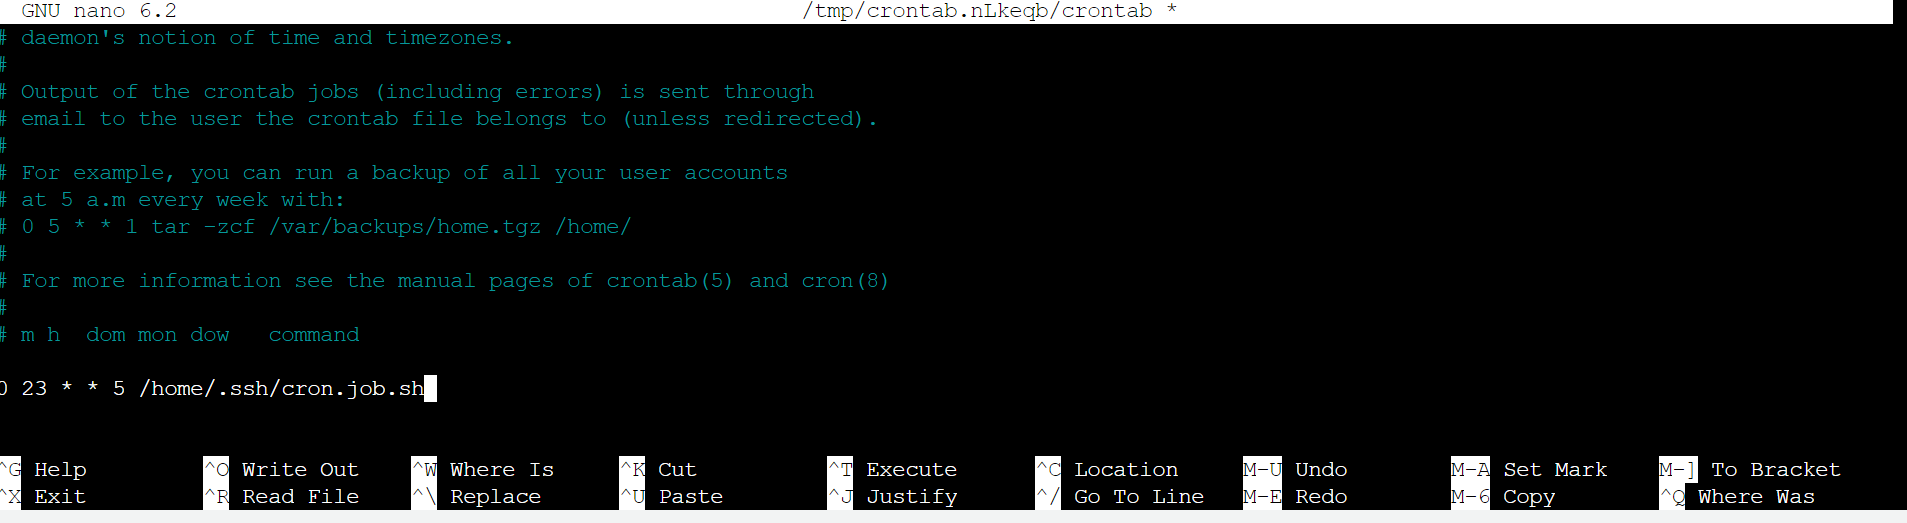 GNU nano 6.2 /tmp/crontab.nLkeqb/crontab *
# daemon's notion of time and timezones.
#
# Output of the crontab jobs (including errors) is sent through
# email to the user the crontab file belongs to (unless redirected).
#
# For example, you can run a backup of all your user accounts
# at 5 a.m every week with:
# 0 5 * * 1 tar -zcf /var/backups/home.tgz /home/
#
# For more information see the manual pages of crontab(5) and cron(8)
#
# m h  dom mon dow   command
0 23 * * 5 /home/.ssh/cron.job.sh
^G Help ^O Write Out ^W Where Is ^K Cut ^T Execute ^C Location M-U Undo M-A Set Mark M-] To Bracket
^X Exit ^R Read File ^\ Replace ^U Paste ^J Justify ^/ Go To Line M-E Redo M-6 Copy ^Q Where Was